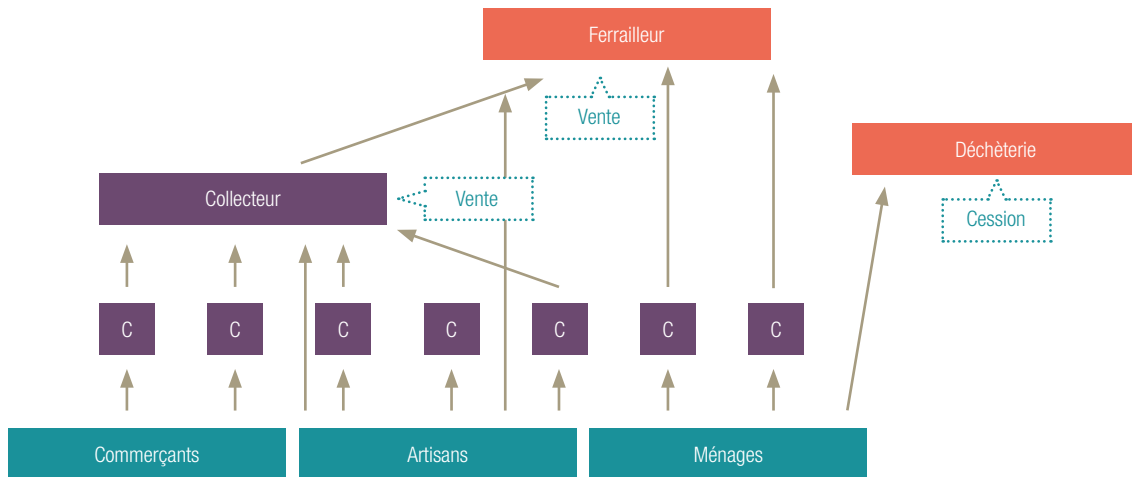 Ferrailleur
Vente
Déchèterie
Collecteur
Vente
Cession
C
C
C
C
C
C
C
Commerçants
Artisans
Ménages